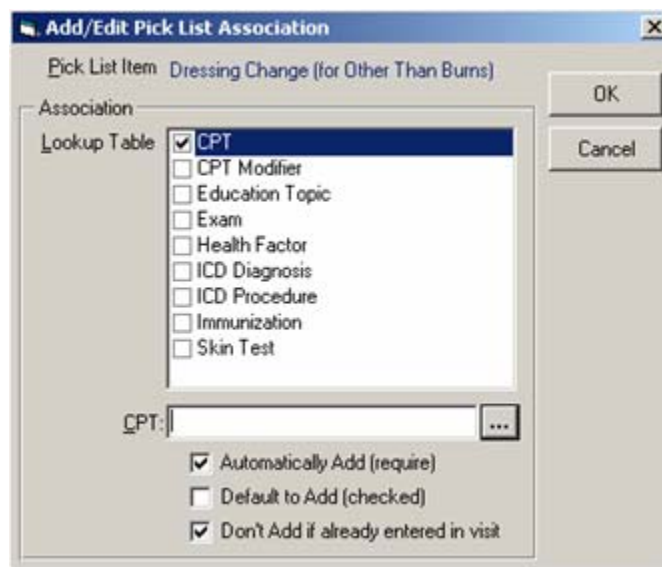 Add/Edit Pick List Association
Pick List Item Dressing Change (for Other Than Burns)
OK
Cancel
Association
Lookup Table
CPT
CPT Modifier
Education Topic
Exam
Health Factor
ICD Diagnosis
ICD Procedure
Immunization
Skin Test
CPT: ...
Automatically Add (require)
Default to Add (checked)
Don't Add if already entered in visit